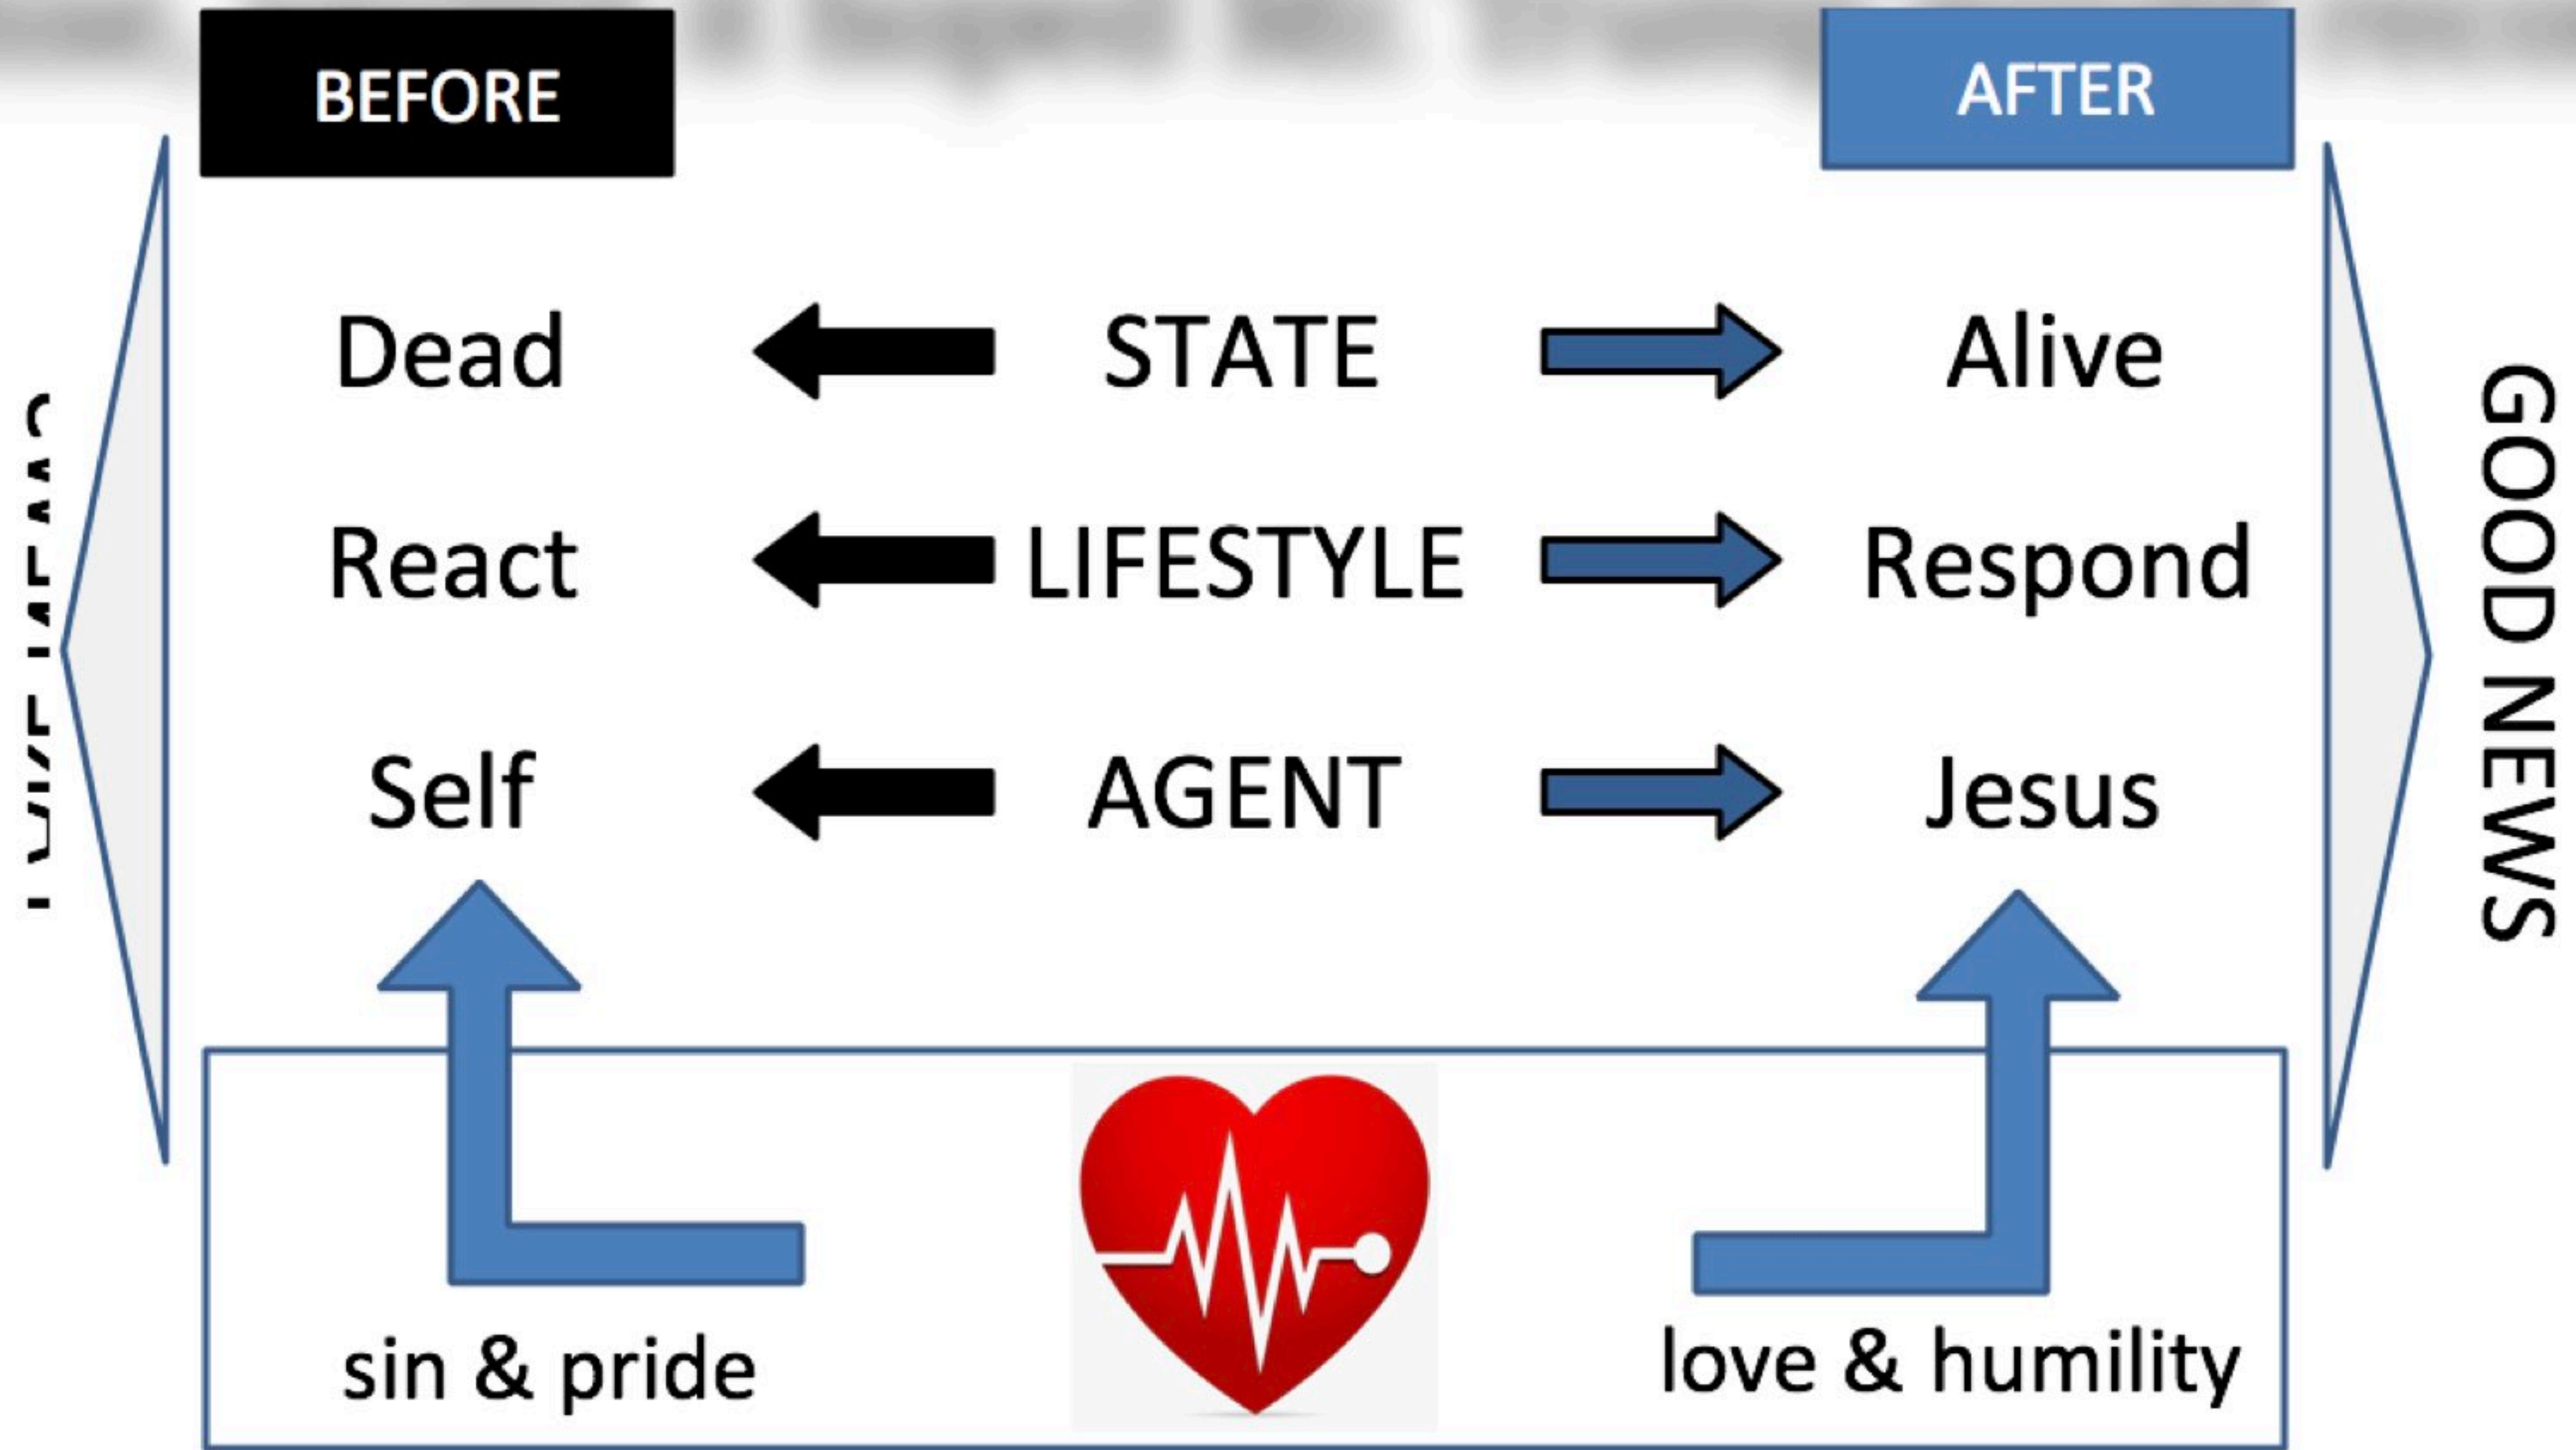 BEFORE
AFTER
Dead STATE Alive
React LIFESTYLE Respond
Self AGENT Jesus
sin & pride
love & humility
GOOD NEWS